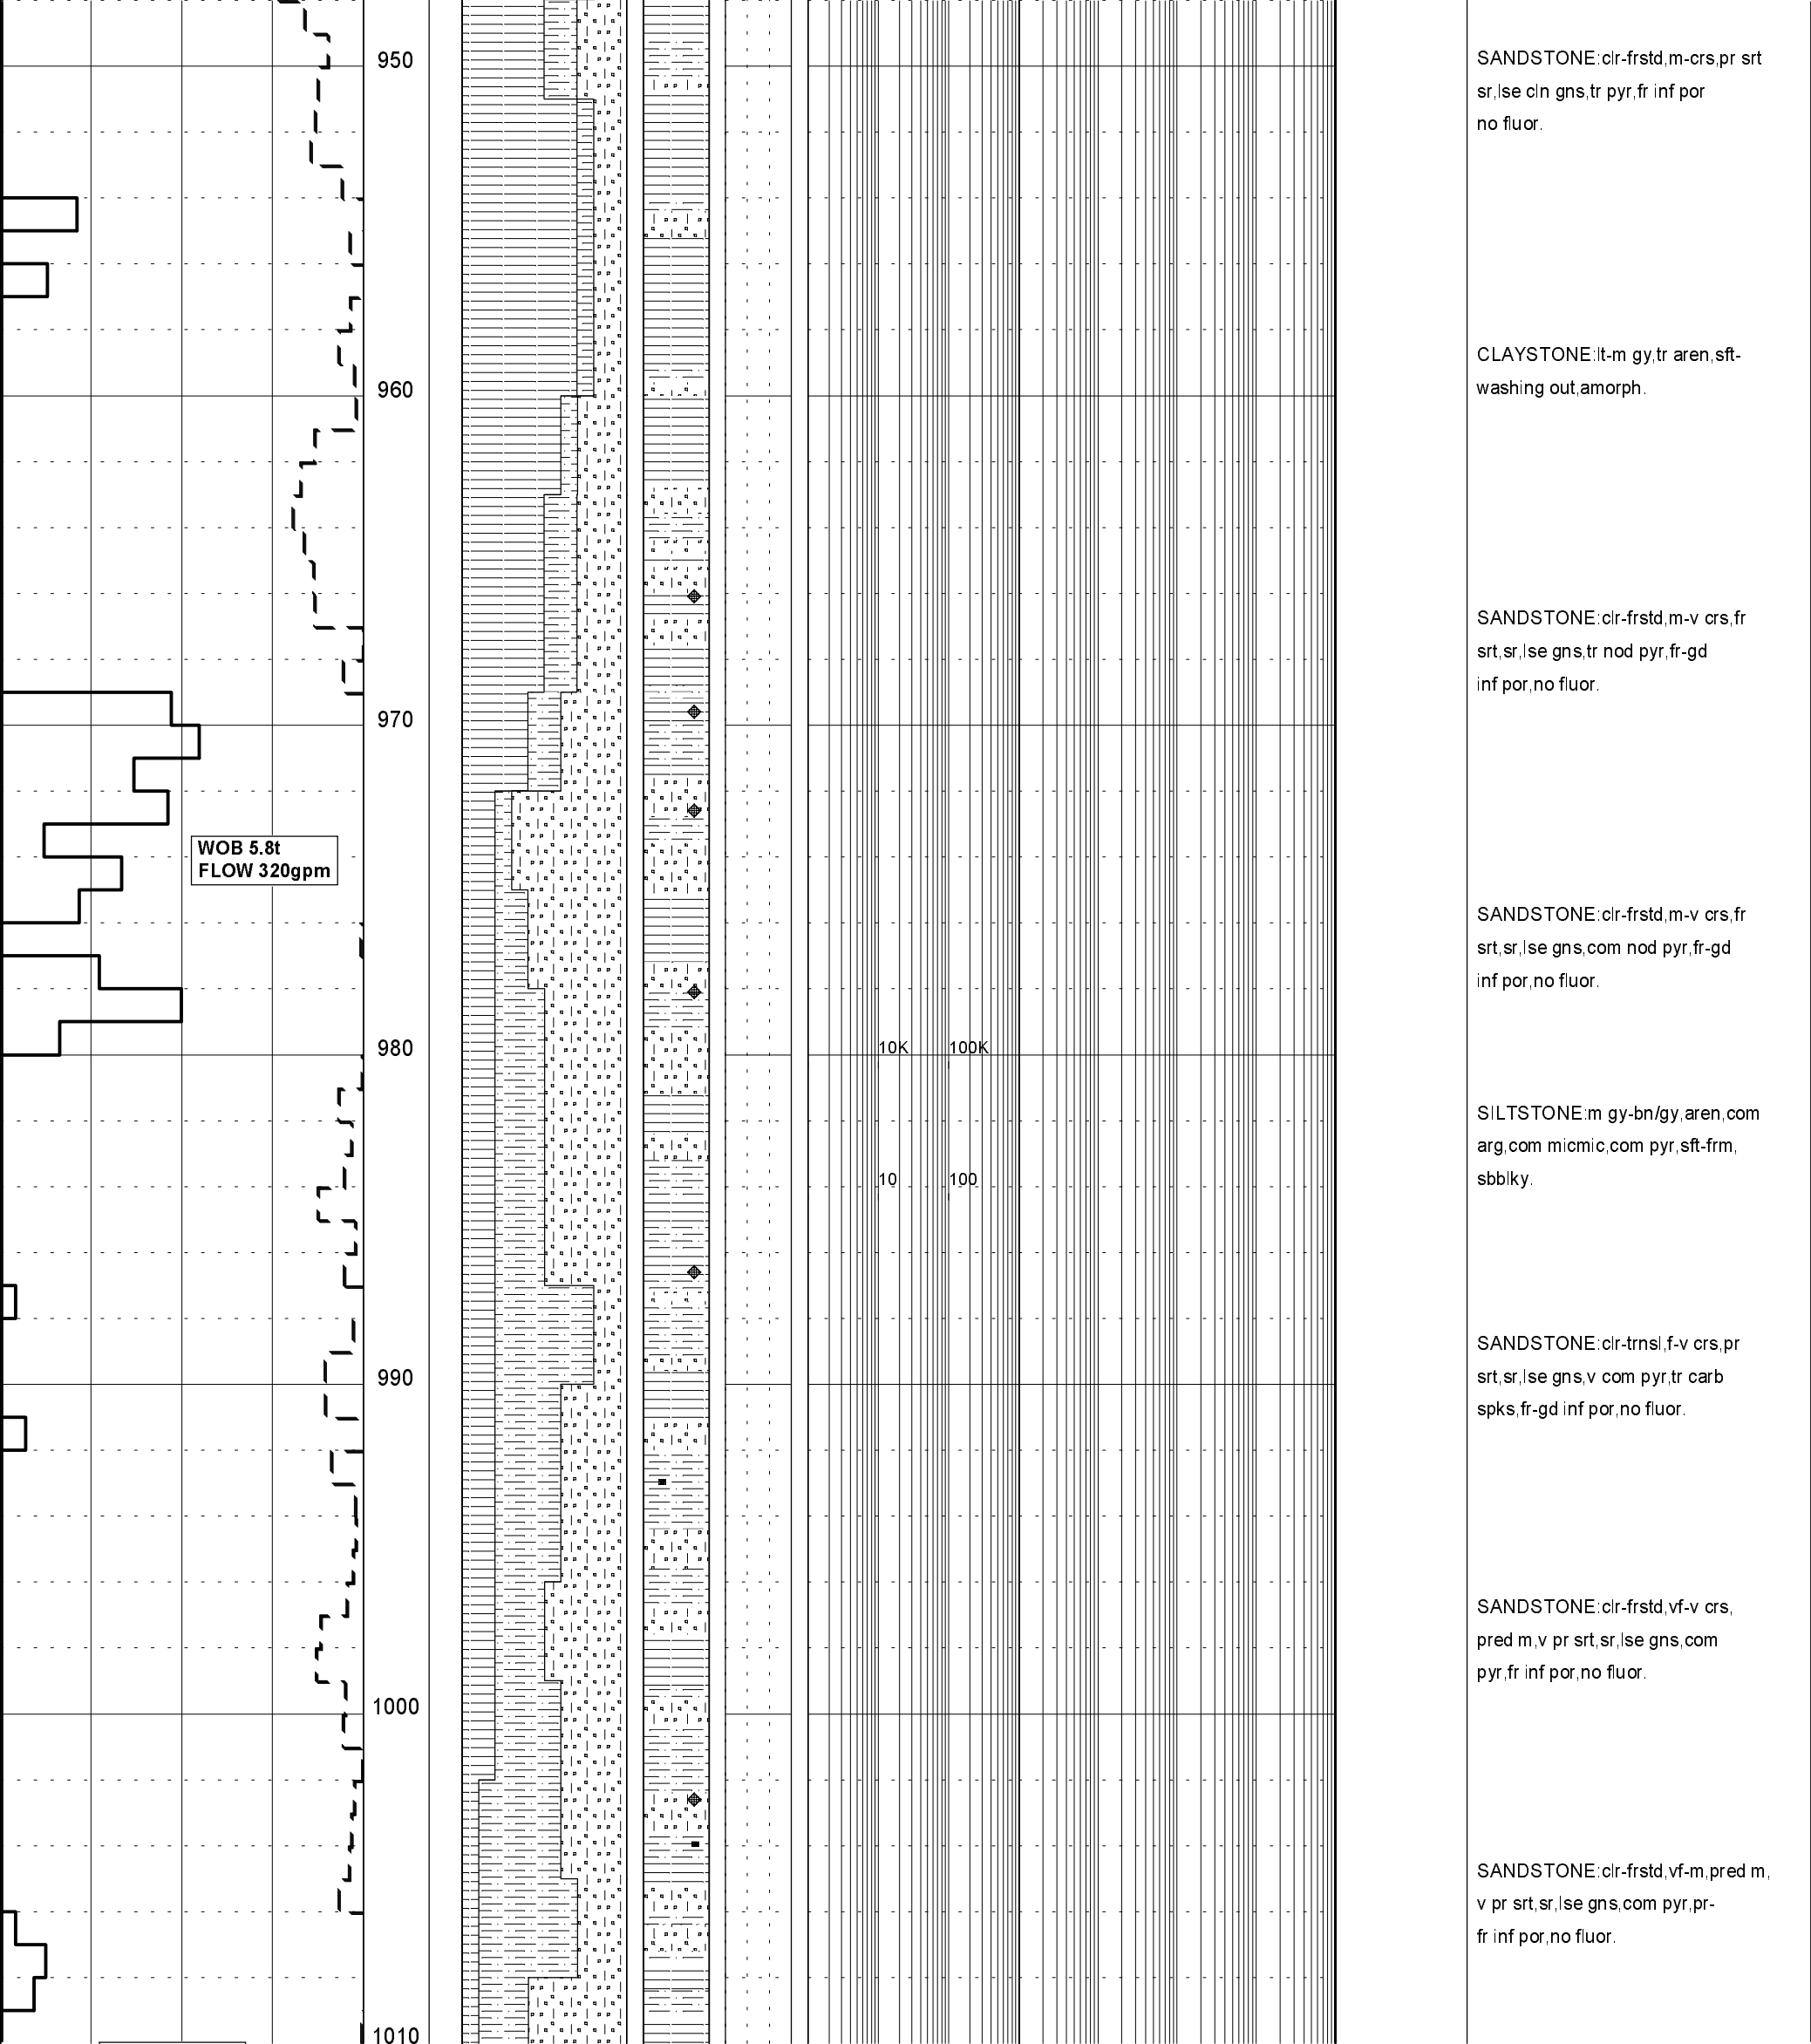 950
SANDSTONE:clr-frstd,m-crs,pr srt
sr,lse cln gns,tr pyr,fr inf por
no fluor.
CLAYSTONE:lt-m gy,tr aren,sft-
washing out,amorph.
960
SANDSTONE:clr-frstd,m-v crs,fr
srt,sr,lse gns,tr nod pyr,fr-gd
inf por,no fluor.
970
WOB 5.8t
FLOW 320gpm
SANDSTONE:clr-frstd,m-v crs,fr
srt,sr,lse gns,com nod pyr,fr-gd
inf por,no fluor.
980
10K 100K
SILTSTONE:m gy-bn/gy,aren,com
arg,com micmic,com pyr,sft-frm,
sbblky.
10 100
SANDSTONE:clr-trnsl,f-v crs,pr
srt,sr,lse gns,v com pyr,tr carb
spks,fr-gd inf por,no fluor.
990
SANDSTONE:clr-frstd,vf-v crs,
pred m,v pr srt,sr,lse gns,com
pyr,fr inf por,no fluor.
1000
SANDSTONE:clr-frstd,vf-m,pred m,
v pr srt,sr,lse gns,com pyr,pr-
fr inf por,no fluor.
1010